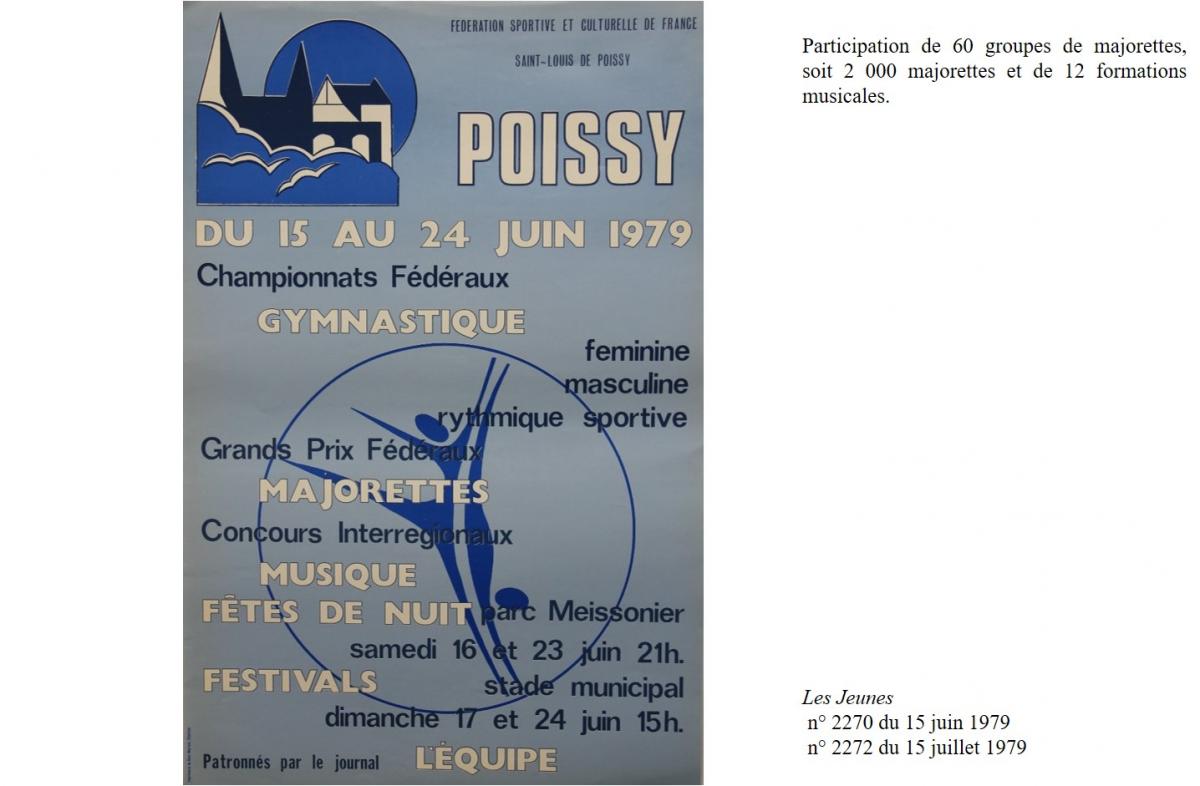 FEDERATION SPORTIVE ET CULTURELLE DE FRANCE
SAINT-LOUIS DE POISSY
POISSY
DU 15 AU 24 JUIN 1979
Championnats Fédéraux
GYMNASTIQUE
feminine
masculine
rythmique sportive
Grands Prix Fédéraux
MAJORETTES
Concours Interregionaux
MUSIQUE
FÊTES DE NUIT parc Meissonier
samedi 16 et 23 juin 21h.
FESTIVALS stade municipal
dimanche 17 et 24 juin 15h.
Patronnés par le journal L'ÉQUIPE
Participation de 60 groupes de majorettes,
soit 2 000 majorettes et de 12 formations
musicales.
Les Jeunes
n° 2270 du 15 juin 1979
n° 2272 du 15 juillet 1979